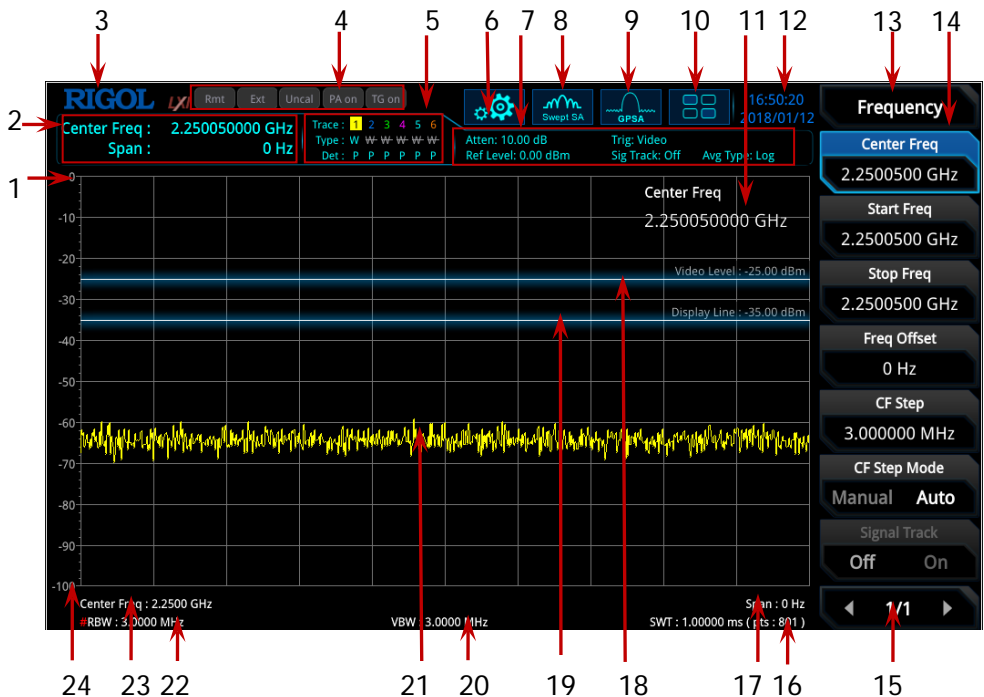 3 4 5 6 7 8 9 10 11 12 13 14
RIGOL LXI Rmt Ext Uncal PA on TG on
Swept SA
GPSA
16:50:20
2018/01/12
2
Center Freq : 2.250050000 GHz
Span : 0 Hz
Trace : 1 2 3 4 5 6
Type : W W W W W W
Det : P P P P P P
Atten: 10.00 dB Trig: Video
Ref Level: 0.00 dBm Sig Track: Off Avg Type: Log
1
0
-10
-20
-30
-40
-50
-60
-70
-80
-90
-100
Center Freq
2.250050000 GHz
Video Level : -25.00 dBm
Display Line : -35.00 dBm
Center Freq : 2.2500 GHz Span : 0 Hz
#RBW : 3.0000 MHz VBW : 3.0000 MHz SWT : 1.00000 ms ( pts : 801 )
Frequency
Center Freq
2.2500500 GHz
Start Freq
2.2500500 GHz
Stop Freq
2.2500500 GHz
Freq Offset
0 Hz
CF Step
3.000000 MHz
CF Step Mode
Manual Auto
Signal Track
Off On
1/1
24 23 22 21 20 19 18 17 16 15